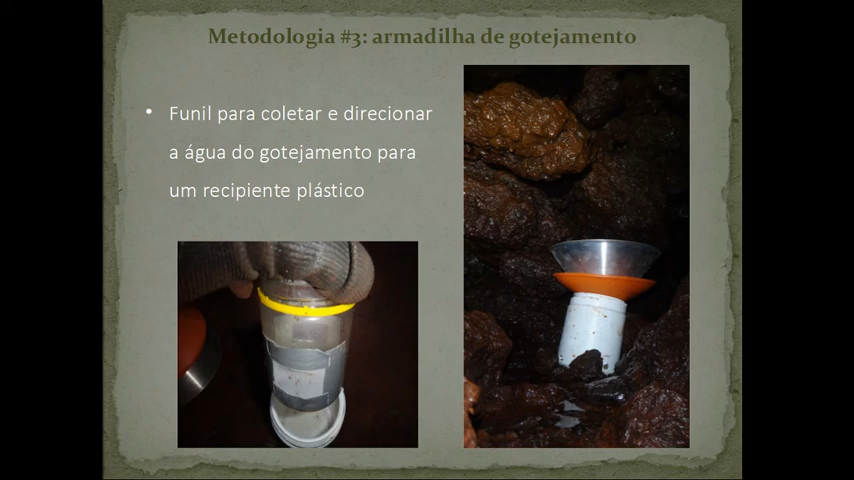 Metodologia #3: armadilha de gotejamento
• Funil para coletar e direcionar
a água do gotejamento para
um recipiente plástico